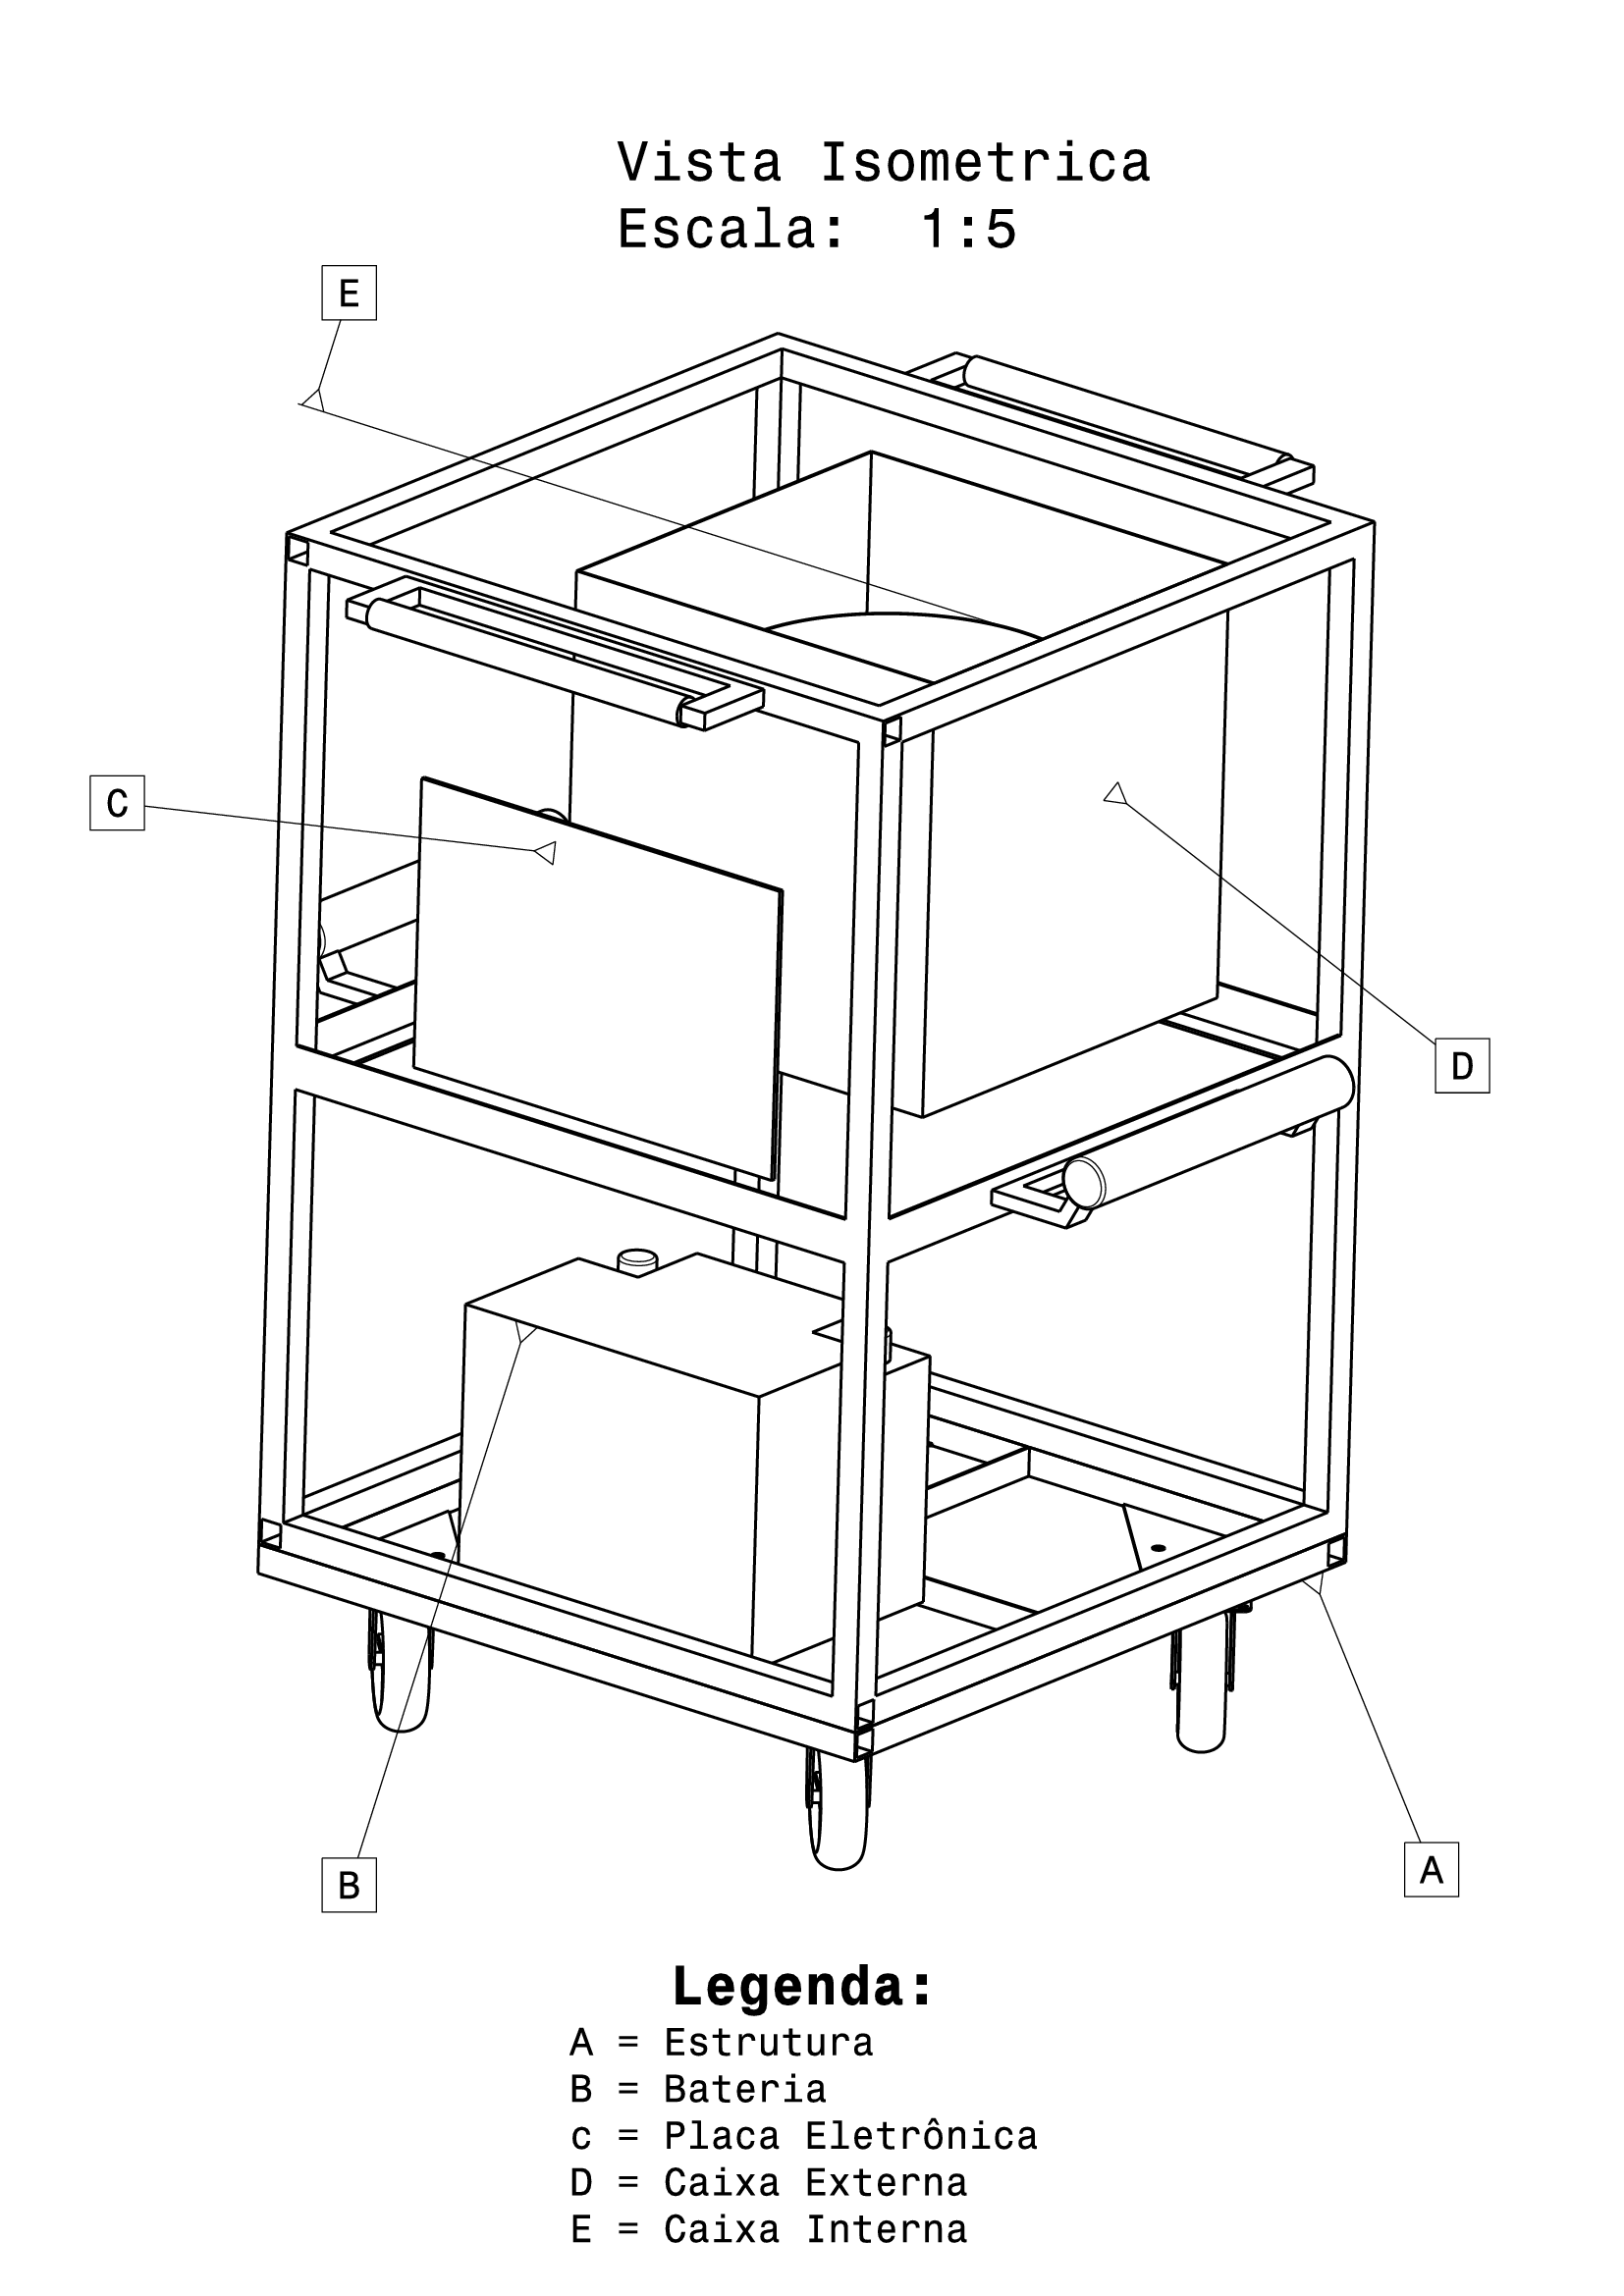 Vista Isometrica
Escala: 1:5
E
C
D
B
A
Legenda:
A = Estrutura
B = Bateria
c = Placa Eletrônica
D = Caixa Externa
E = Caixa Interna